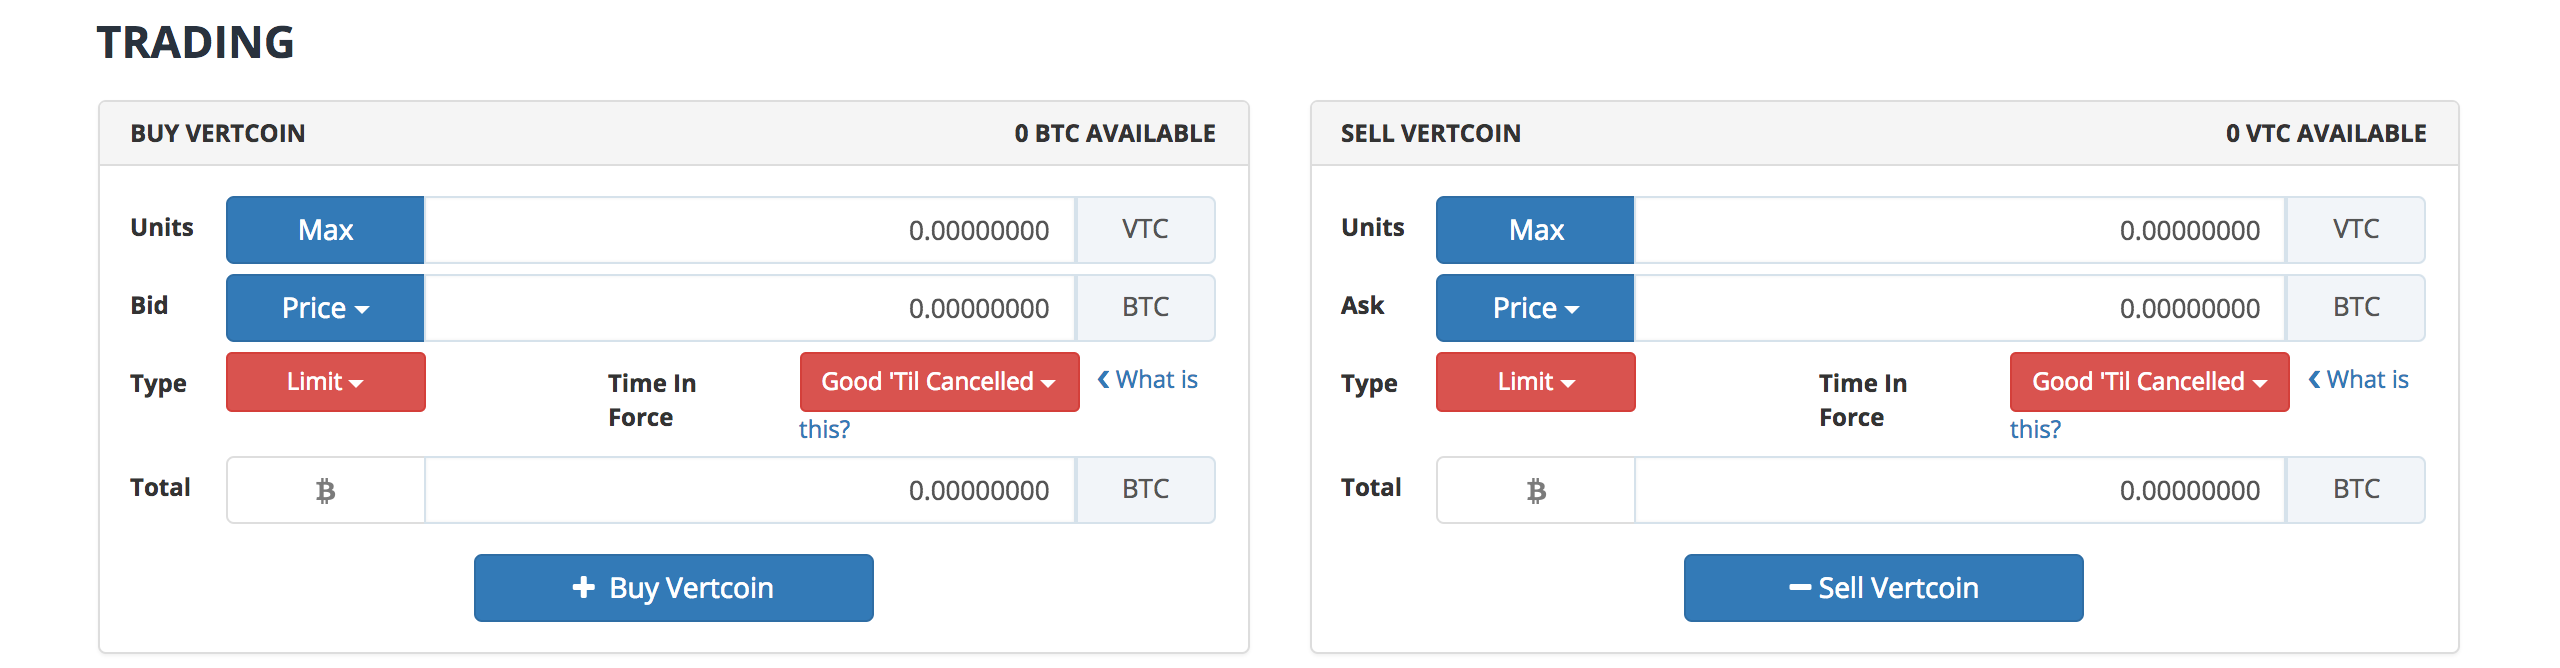 TRADING
BUY VERTCOIN 0 BTC AVAILABLE
Units Max 0.00000000 VTC
Bid Price 0.00000000 BTC
Type Limit Time In Force Good 'Til Cancelled What is this?
Total 0.00000000 BTC
Buy Vertcoin
SELL VERTCOIN 0 VTC AVAILABLE
Units Max 0.00000000 VTC
Ask Price 0.00000000 BTC
Type Limit Time In Force Good 'Til Cancelled What is this?
Total 0.00000000 BTC
Sell Vertcoin